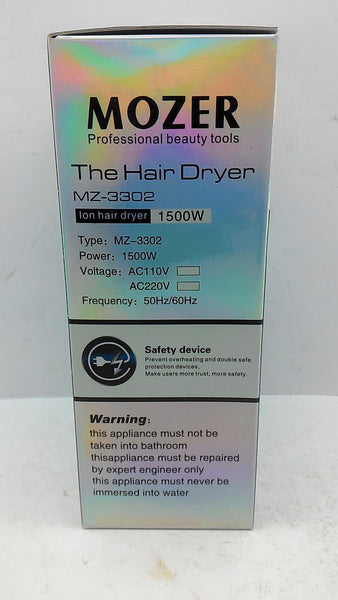 MOZER
Professional beauty tools
The Hair Dryer
MZ-3302
Ion hair dryer 1500W
Type: MZ-3302
Power: 1500W
Voltage: AC110V
AC220V
Frequency: 50Hz/60Hz
Safety device
Prevent overheating and double safe
protection devices,
Make users more trust, more safety.
Warning:
this appliance must not be
taken into bathroom
thisappliance must be repaired
by expert engineer only
this appliance must never be
immersed into water